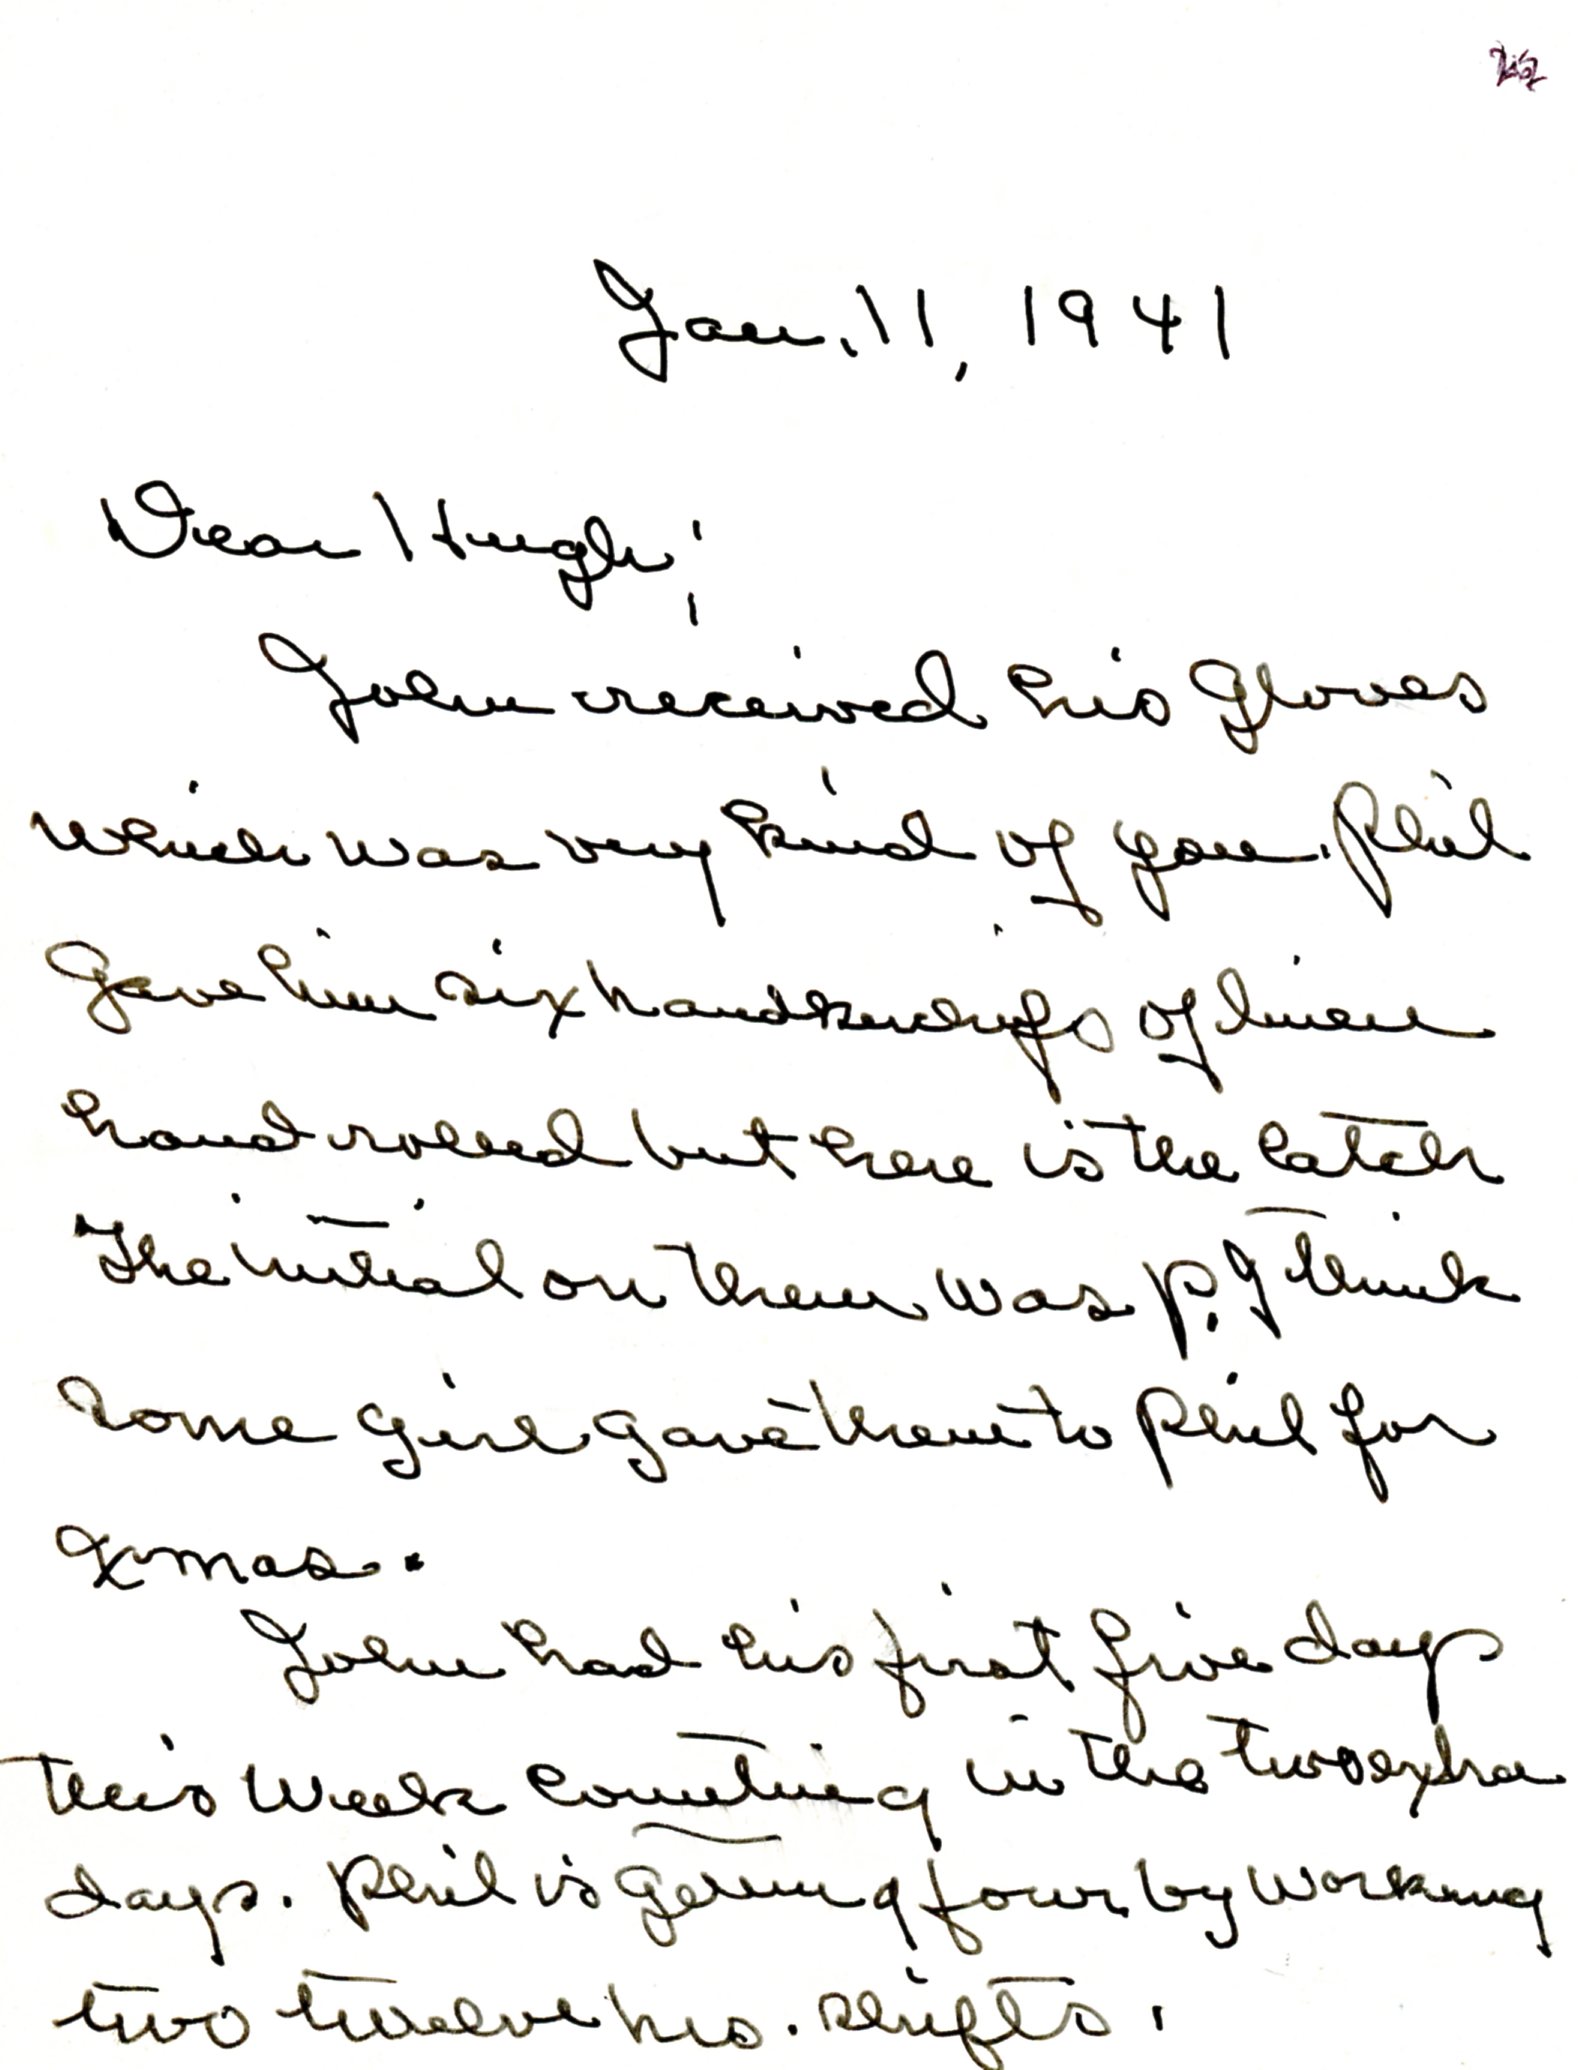 Jan. 11, 1941
Dear Hugh;
John received his gloves
which was very kind of you. Phil
gave him six handkerchifs of linen
hand rolled but here is the catch
The initial on them was P. I think
some girl gave them to Phil for
Xmas.
John had his first five days
this week counting in the two extra
days. Phil is getting four by working
two twelve hrs. shifts.